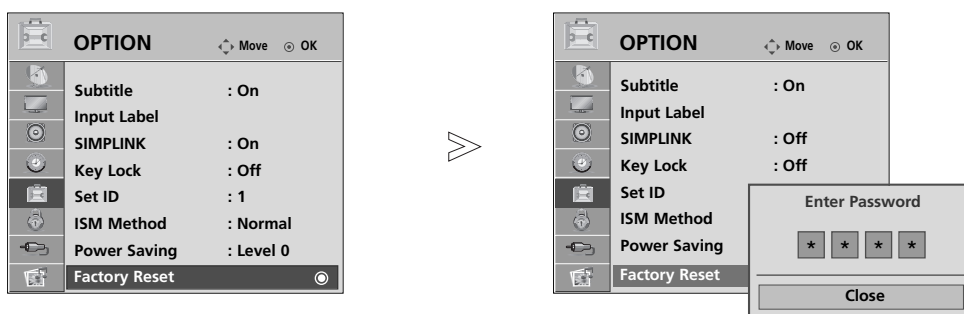 OPTION Move OK
Subtitle : On
Input Label
SIMPLINK : On
Key Lock : Off
Set ID : 1
ISM Method : Normal
Power Saving : Level 0
Factory Reset
OPTION Move OK
Subtitle : On
Input Label
SIMPLINK : Off
Key Lock : Off
Set ID
ISM Method
Power Saving
Factory Reset
Enter Password
* * * *
Close